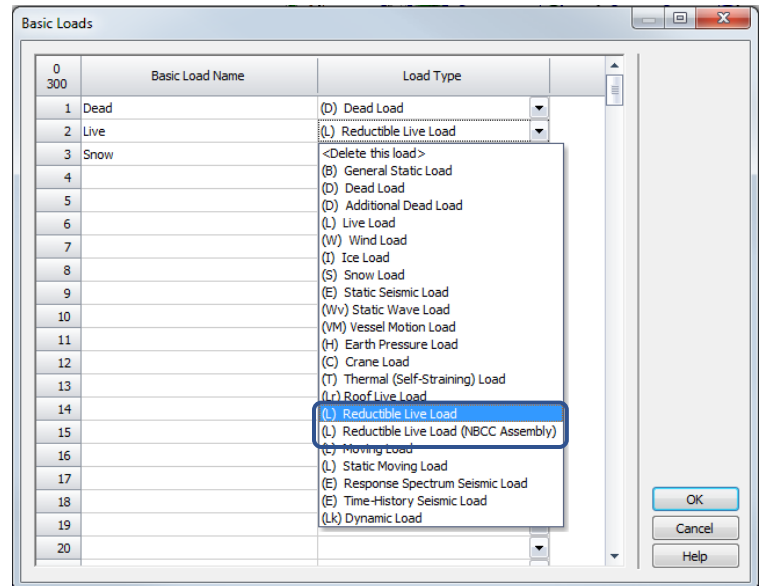 Basic Loads
0
300
Basic Load Name
Load Type
1 Dead (D) Dead Load
2 Live (L) Reductible Live Load
3 Snow
<Delete this load>
4
(B) General Static Load
(D) Dead Load
5
(D) Additional Dead Load
6
(L) Live Load
7
(W) Wind Load
(I) Ice Load
8
(S) Snow Load
9
(E) Static Seismic Load
10
(Wv) Static Wave Load
(VM) Vessel Motion Load
11
(H) Earth Pressure Load
12
(C) Crane Load
13
(T) Thermal (Self-Straining) Load
(Lr) Roof Live Load
14
(L) Reductible Live Load
15
(L) Reductible Live Load (NBCC Assembly)
16
(L) Moving Load
17
(L) Static Moving Load
(E) Response Spectrum Seismic Load
18
(E) Time-History Seismic Load
19
(Lk) Dynamic Load
20
OK
Cancel
Help